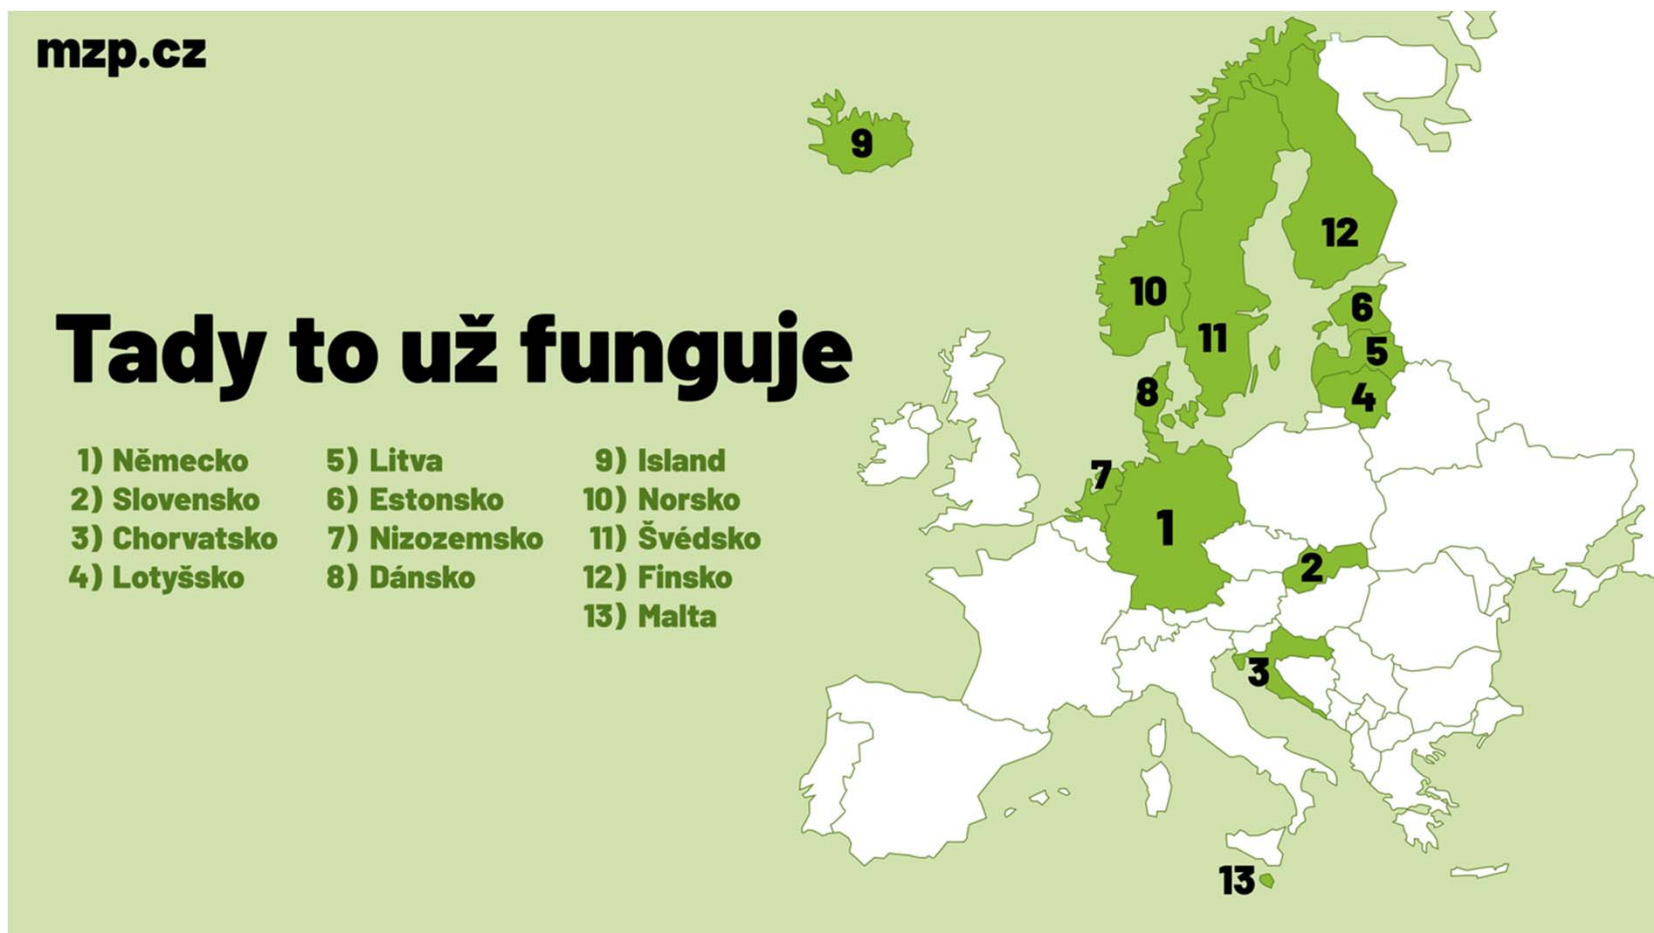 mzp.cz
Tady to už funguje
1) Německo
2) Slovensko
3) Chorvatsko
4) Lotyšsko
5) Litva
6) Estonsko
7) Nizozemsko
8) Dánsko
9) Island
10) Norsko
11) Švédsko
12) Finsko
13) Malta
9
12
10
6
11
5
8
4
7
1
2
3
13